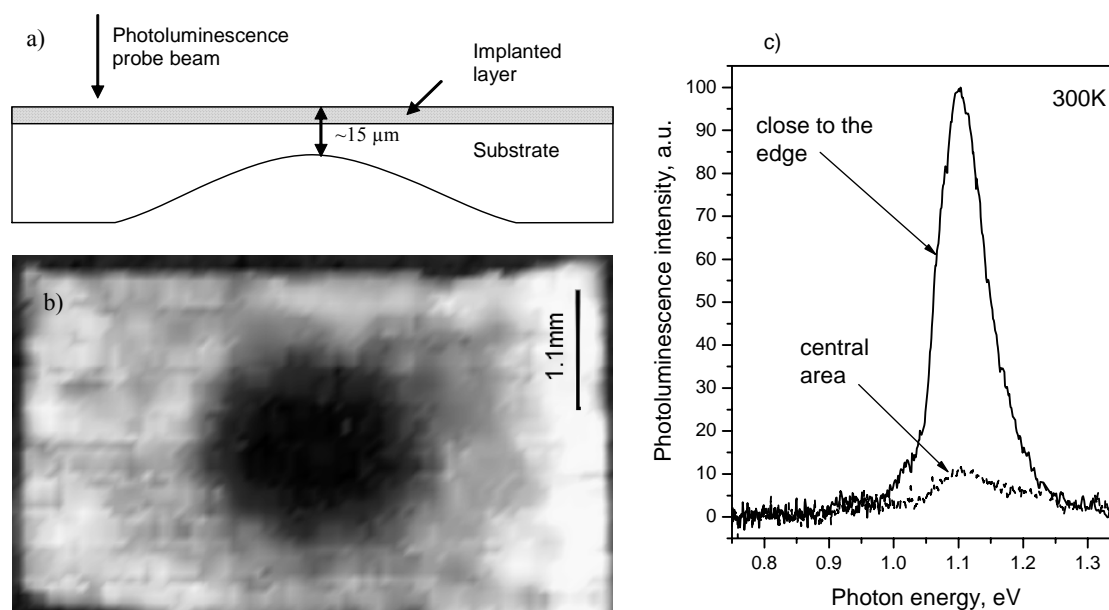 a)
Photoluminescence
probe beam
Implanted
layer
~15 µm
Substrate
b)
1.1mm
c)
Photoluminescence intensity, a.u.
100
90
80
70
60
50
40
30
20
10
0
300K
close to the
edge
central
area
0.8 0.9 1.0 1.1 1.2 1.3
Photon energy, eV